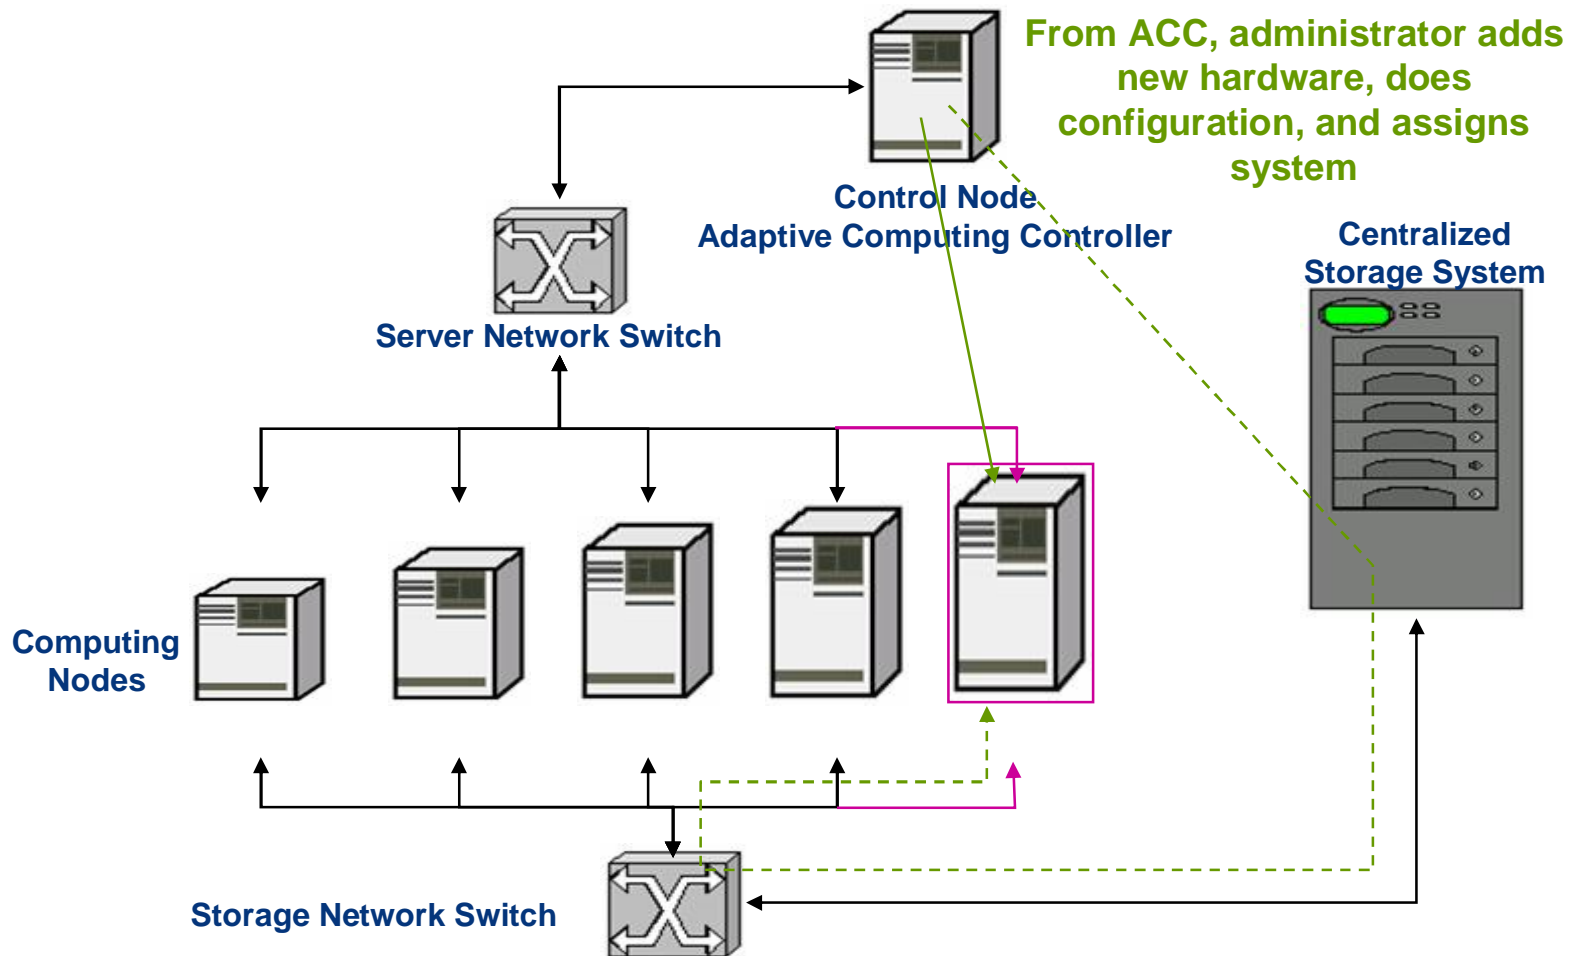 From ACC, administrator adds
new hardware, does
configuration, and assigns
system
Control Node
Adaptive Computing Controller
Centralized
Storage System
Server Network Switch
Computing
Nodes
Storage Network Switch